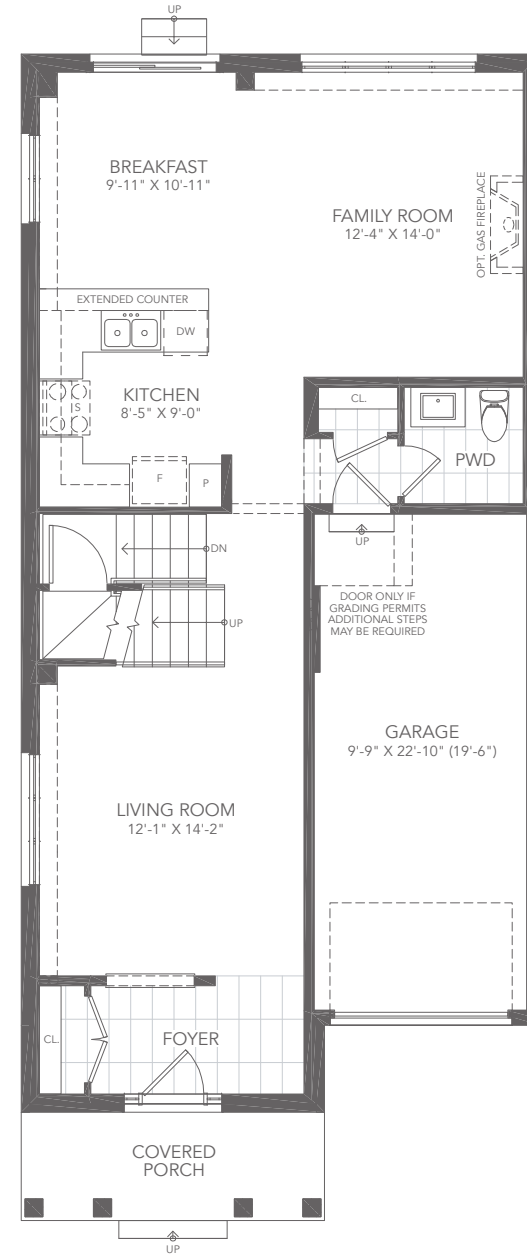 UP
BREAKFAST
9'-11" X 10'-11"
FAMILY ROOM
12'-4" X 14'-0"
OPT. GAS FIREPLACE
EXTENDED COUNTER
DW
KITCHEN
8'-5" X 9'-0"
S
CL.
PWD
F
P
DN
UP
UP
DOOR ONLY IF
GRADING PERMITS
ADDITIONAL STEPS
MAY BE REQUIRED
GARAGE
9'-9" X 22'-10" (19'-6")
LIVING ROOM
12'-1" X 14'-2"
CL.
FOYER
COVERED
PORCH
UP